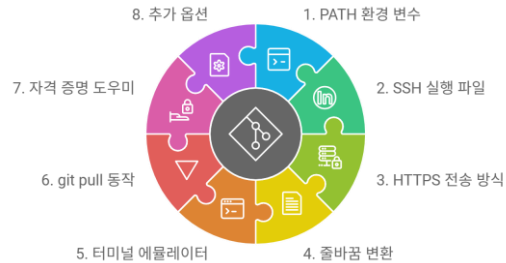 8. 추가 옵션
1. PATH 환경 변수
7. 자격 증명 도우미
2. SSH 실행 파일
in
6. git pull 동작
3. HTTPS 전송 방식
5. 터미널 에뮬레이터
4. 줄바꿈 변환